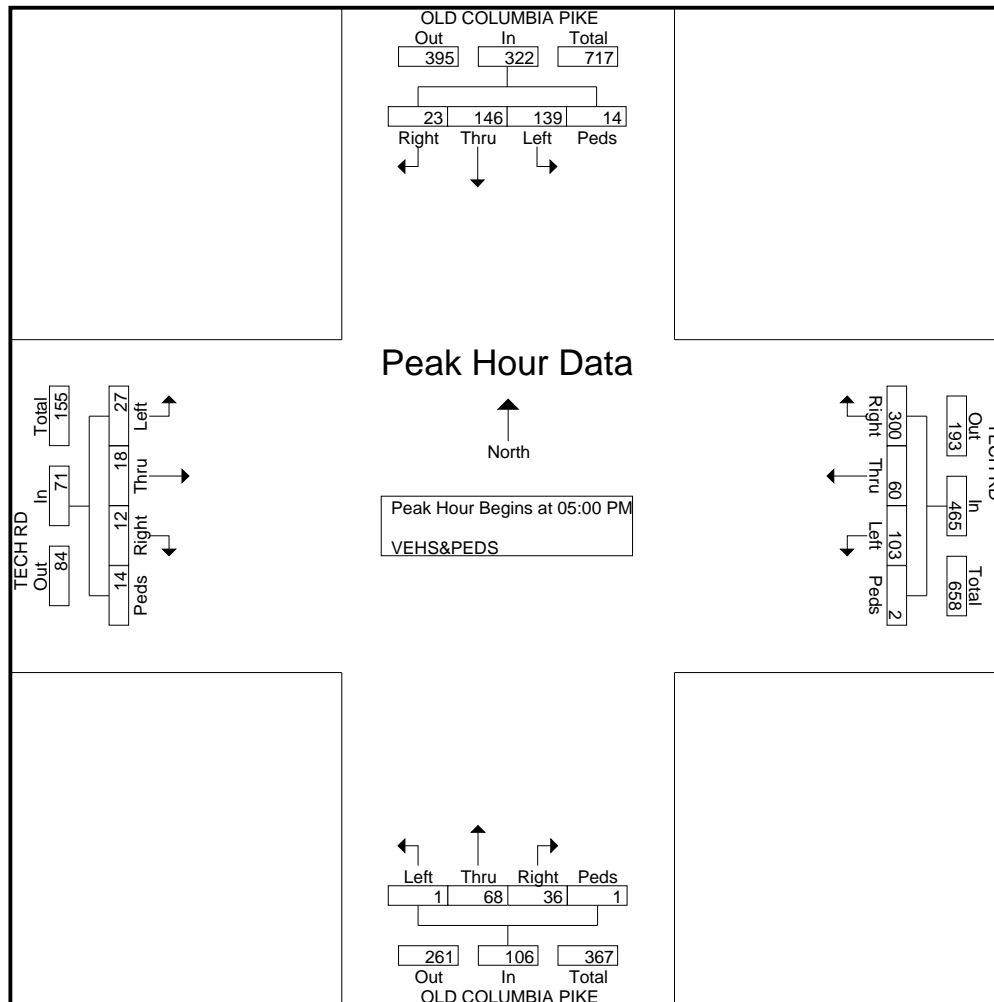 OLD COLUMBIA PIKE
Out In Total
395 322 717
23 146 139 14
Right Thru Left Peds
Peak Hour Data
North
Peak Hour Begins at 05:00 PM
VEHS&PEDS
TECH RD
Out In Total
84 71 155
27 18 12 14
Left Thru Right Peds
TECH RD
Out In Total
193 465 658
300 60 103 2
Right Thru Left Peds
Left Thru Right Peds
1 68 36 1
261 106 367
Out In Total
OLD COLUMBIA PIKE